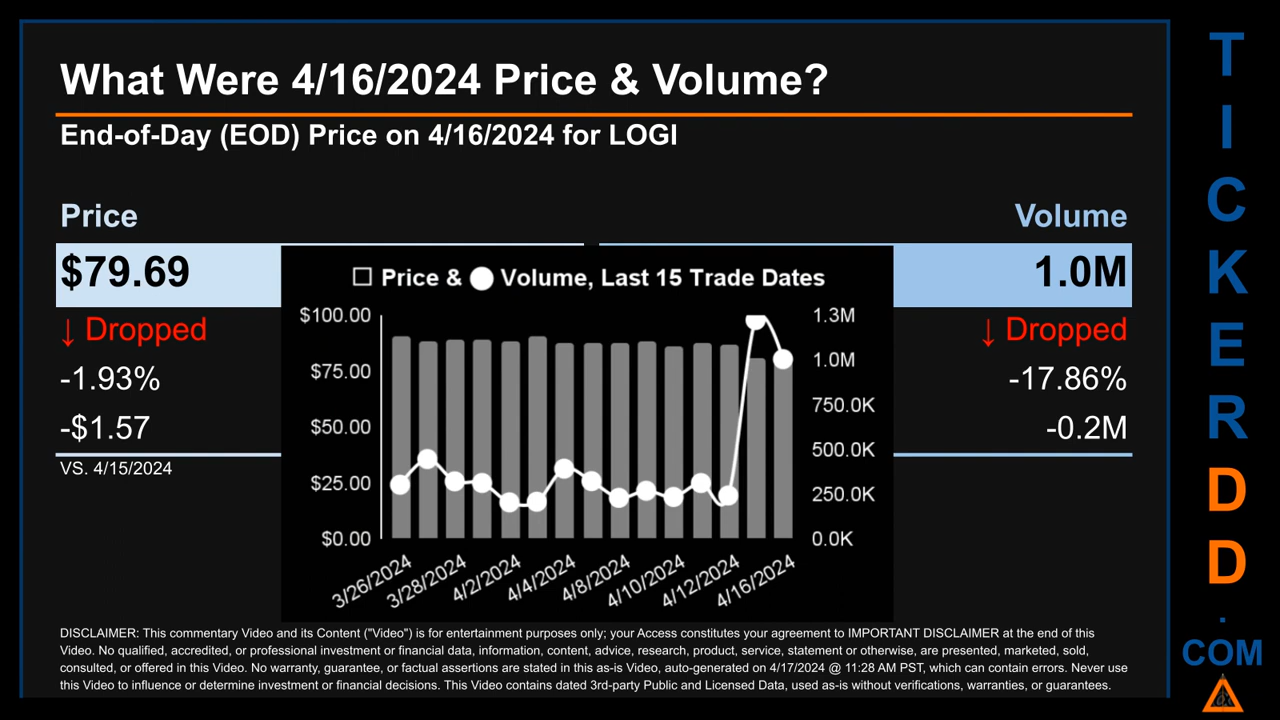 What Were 4/16/2024 Price & Volume?
End-of-Day (EOD) Price on 4/16/2024 for LOGI
Price
Volume
$79.69
1.0M
↓ Dropped
↓ Dropped
-1.93%
-17.86%
-$1.57
-0.2M
VS. 4/15/2024
Price & Volume, Last 15 Trade Dates
$100.00
$75.00
$50.00
$25.00
$0.00
1.3M
1.0M
750.0K
500.0K
250.0K
0.0K
3/26/2024
3/28/2024
4/2/2024
4/4/2024
4/8/2024
4/10/2024
4/12/2024
4/16/2024
DISCLAIMER: This commentary Video and its Content ("Video") is for entertainment purposes only; your Access constitutes your agreement to IMPORTANT DISCLAIMER at the end of this
Video. No qualified, accredited, or professional investment or financial data, information, content, advice, research, product, service, statement or otherwise, are presented, marketed, sold,
consulted, or offered in this Video. No warranty, guarantee, or factual assertions are stated in this as-is Video, auto-generated on 4/17/2024 @ 11:28 AM PST, which can contain errors. Never use
this Video to influence or determine investment or financial decisions. This Video contains dated 3rd-party Public and Licensed Data, used as-is without verifications, warranties, or guarantees.
T
I
C
K
E
R
D
D
.
COM